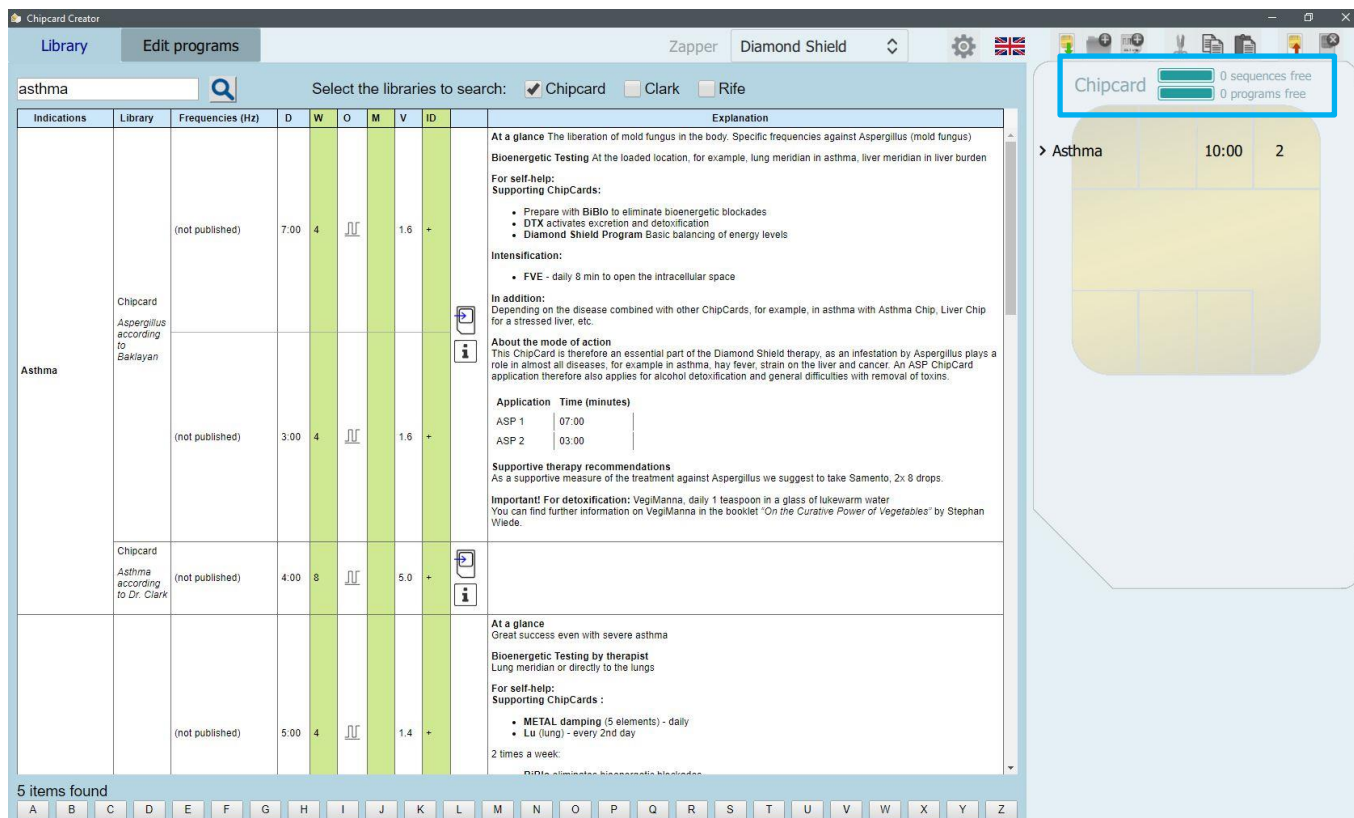 Chipcard Creator
Library
Edit programs
Zapper
Diamond Shield
asthma
Select the libraries to search:
Chipcard
Clark
Rife
Chipcard
0 sequences free
0 programs free
Asthma 10:00 2
Indications Library Frequencies (Hz) D W O M V ID Explanation
Asthma
Chipcard
Aspergillus
according
to
Baklayan
(not published) 7:00 4 1.6 +
(not published) 3:00 4 1.6 +
At a glance The liberation of mold fungus in the body. Specific frequencies against Aspergillus (mold fungus)
Bioenergetic Testing At the loaded location, for example, lung meridian in asthma, liver meridian in liver burden
For self-help:
Supporting ChipCards:
• Prepare with BiBlo to eliminate bioenergetic blockades
• DTX activates excretion and detoxification
• Diamond Shield Program Basic balancing of energy levels
Intensification:
• FVE - daily 8 min to open the intracellular space
In addition:
Depending on the disease combined with other ChipCards, for example, in asthma with Asthma Chip, Liver Chip
for a stressed liver, etc.
About the mode of action
This ChipCard is therefore an essential part of the Diamond Shield therapy, as an infestation by Aspergillus plays a
role in almost all diseases, for example in asthma, hay fever, strain on the liver and cancer. An ASP ChipCard
application therefore also applies for alcohol detoxification and general difficulties with removal of toxins.
Application Time (minutes)
ASP 1 07:00
ASP 2 03:00
Supportive therapy recommendations
As a supportive measure of the treatment against Aspergillus we suggest to take Samento, 2x 8 drops.
Important! For detoxification: VegiManna, daily 1 teaspoon in a glass of lukewarm water
You can find further information on VegiManna in the booklet "On the Curative Power of Vegetables" by Stephan
Wiede.
Chipcard
Asthma
according
to Dr. Clark
(not published) 4:00 8 5.0 +
(not published) 5:00 4 1.4 +
At a glance
Great success even with severe asthma
Bioenergetic Testing by therapist
Lung meridian or directly to the lungs
For self-help:
Supporting ChipCards :
• METAL damping (5 elements) - daily
• Lu (lung) - every 2nd day
2 times a week:
5 items found
A B C D E F G H I J K L M N O P Q R S T U V W X Y Z